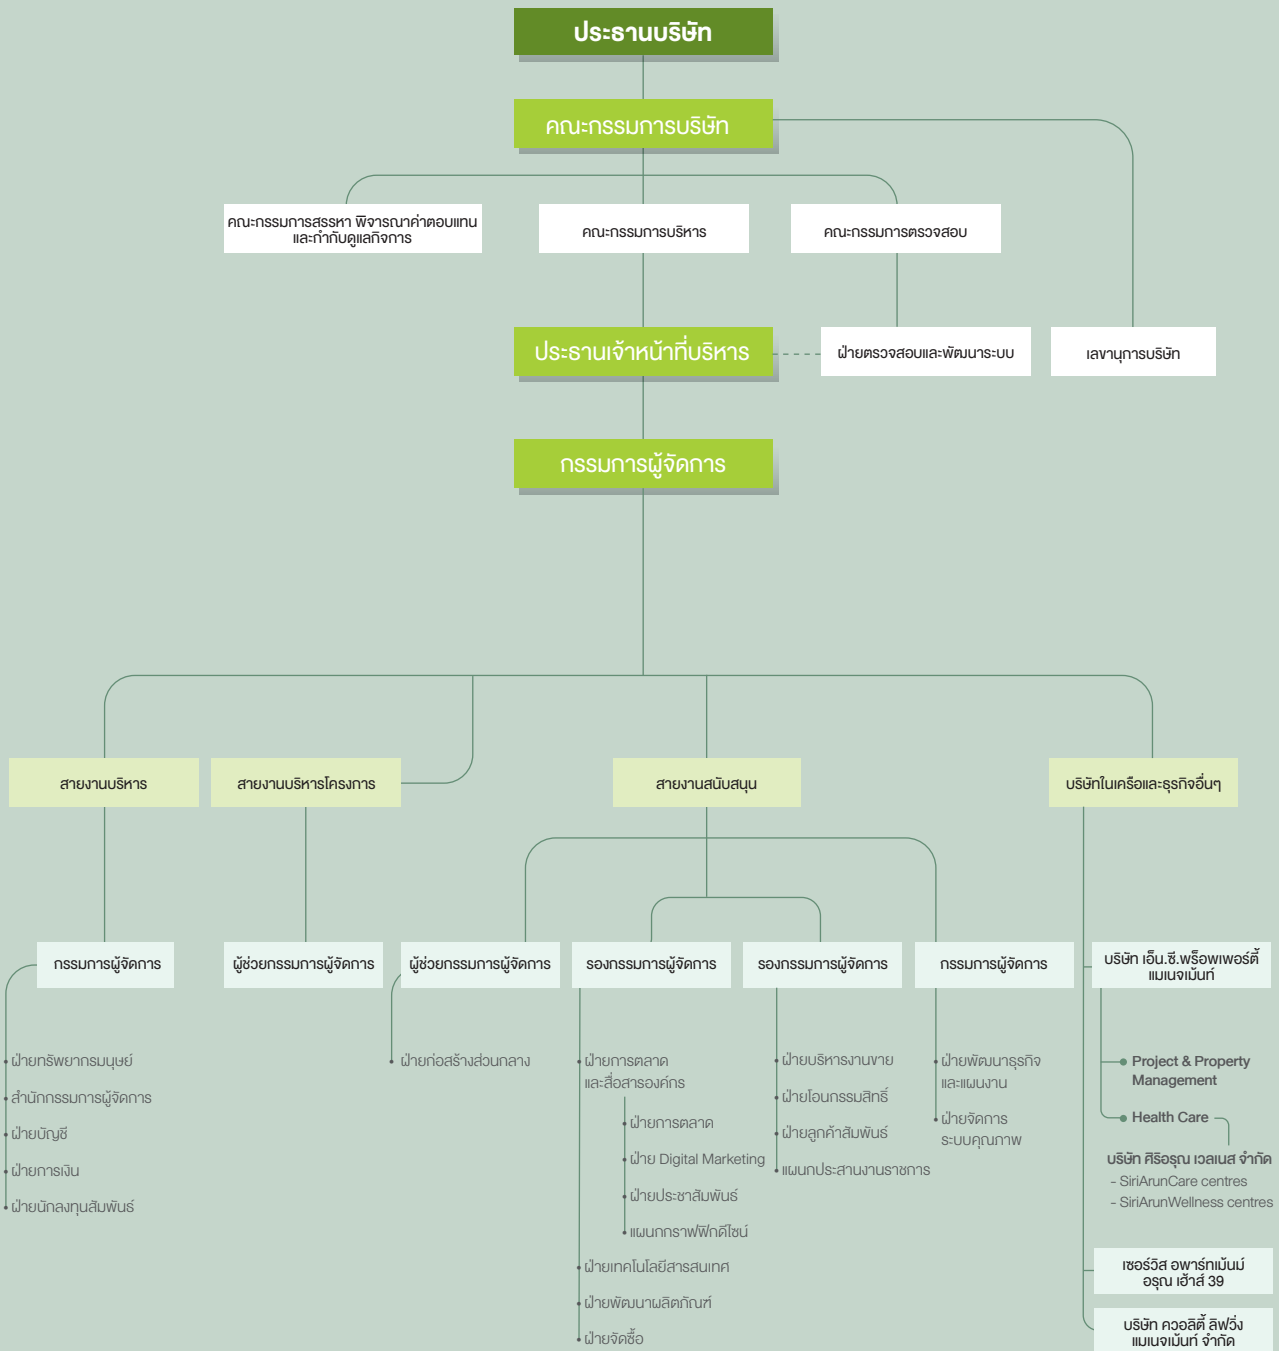 ประธานบริษัท
คณะกรรมการบริษัท
คณะกรรมการสรรหา พิจารณาค่าตอบแทน
และกำกับดูแลกิจการ
คณะกรรมการบริหาร
คณะกรรมการตรวจสอบ
ประธานเจ้าหน้าที่บริหาร
ฝ่ายตรวจสอบและพัฒนาระบบ
เลขานุการบริษัท
กรรมการผู้จัดการ
สายงานบริหาร
สายงานบริหารโครงการ
สายงานสนับสนุน
บริษัทในเครือและธุรกิจอื่นๆ
กรรมการผู้จัดการ
ผู้ช่วยกรรมการผู้จัดการ
ผู้ช่วยกรรมการผู้จัดการ
รองกรรมการผู้จัดการ
รองกรรมการผู้จัดการ
กรรมการผู้จัดการ
บริษัท เอ็น.ซี.พร็อพเพอร์ตี้
แมเนจเม้นท์
• ฝ่ายทรัพยากรมนุษย์
• สำนักกรรมการผู้จัดการ
• ฝ่ายบัญชี
• ฝ่ายการเงิน
• ฝ่ายนักลงทุนสัมพันธ์
• ฝ่ายก่อสร้างส่วนกลาง
• ฝ่ายการตลาด
และสื่อสารองค์กร
• ฝ่ายการตลาด
• ฝ่าย Digital Marketing
• ฝ่ายประชาสัมพันธ์
• แผนกกราฟฟิกดีไซน์
• ฝ่ายเทคโนโลยีสารสนเทศ
• ฝ่ายพัฒนาผลิตภัณฑ์
• ฝ่ายจัดซื้อ
• ฝ่ายบริหารงานขาย
• ฝ่ายโอนกรรมสิทธิ์
• ฝ่ายลูกค้าสัมพันธ์
• แผนกประสานงานราชการ
• ฝ่ายพัฒนาธุรกิจ
และแผนงาน
• ฝ่ายจัดการ
ระบบคุณภาพ
• Project & Property
Management
• Health Care
บริษัท ศิริอรุณ เวลเนส จำกัด
- SiriArunCare centres
- SiriArunWellness centres
เซอร์วิส อพาร์ทเม้นม์
อรุณ เฮ้าส์ 39
บริษัท ควอลิตี้ ลิฟวิ่ง
แมเนจเม้นท์ จำกัด